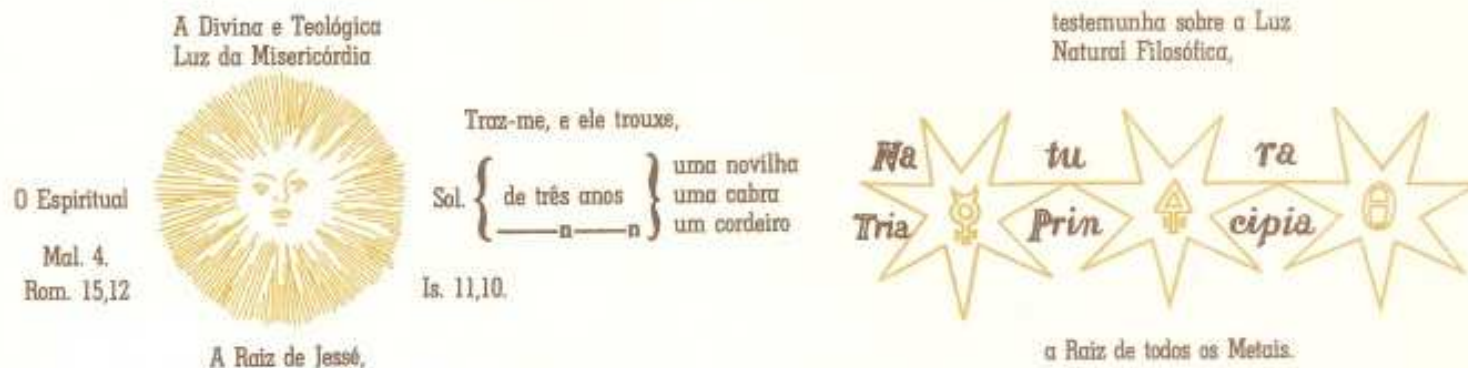 A Divina e Teológica
Luz da Misericórdia
O Espiritual
Mal. 4.
Rom. 15,12
Traz-me, e ele trouxe,
Sol. { de três anos } uma novilha
uma cabra
——n——n } um cordeiro
Is. 11,10.
A Raiz de Jessé,
testemunha sobre a Luz
Natural Filosófica,
Na tu ra
Tria Prin cipia
a Raiz de todos os Metais.